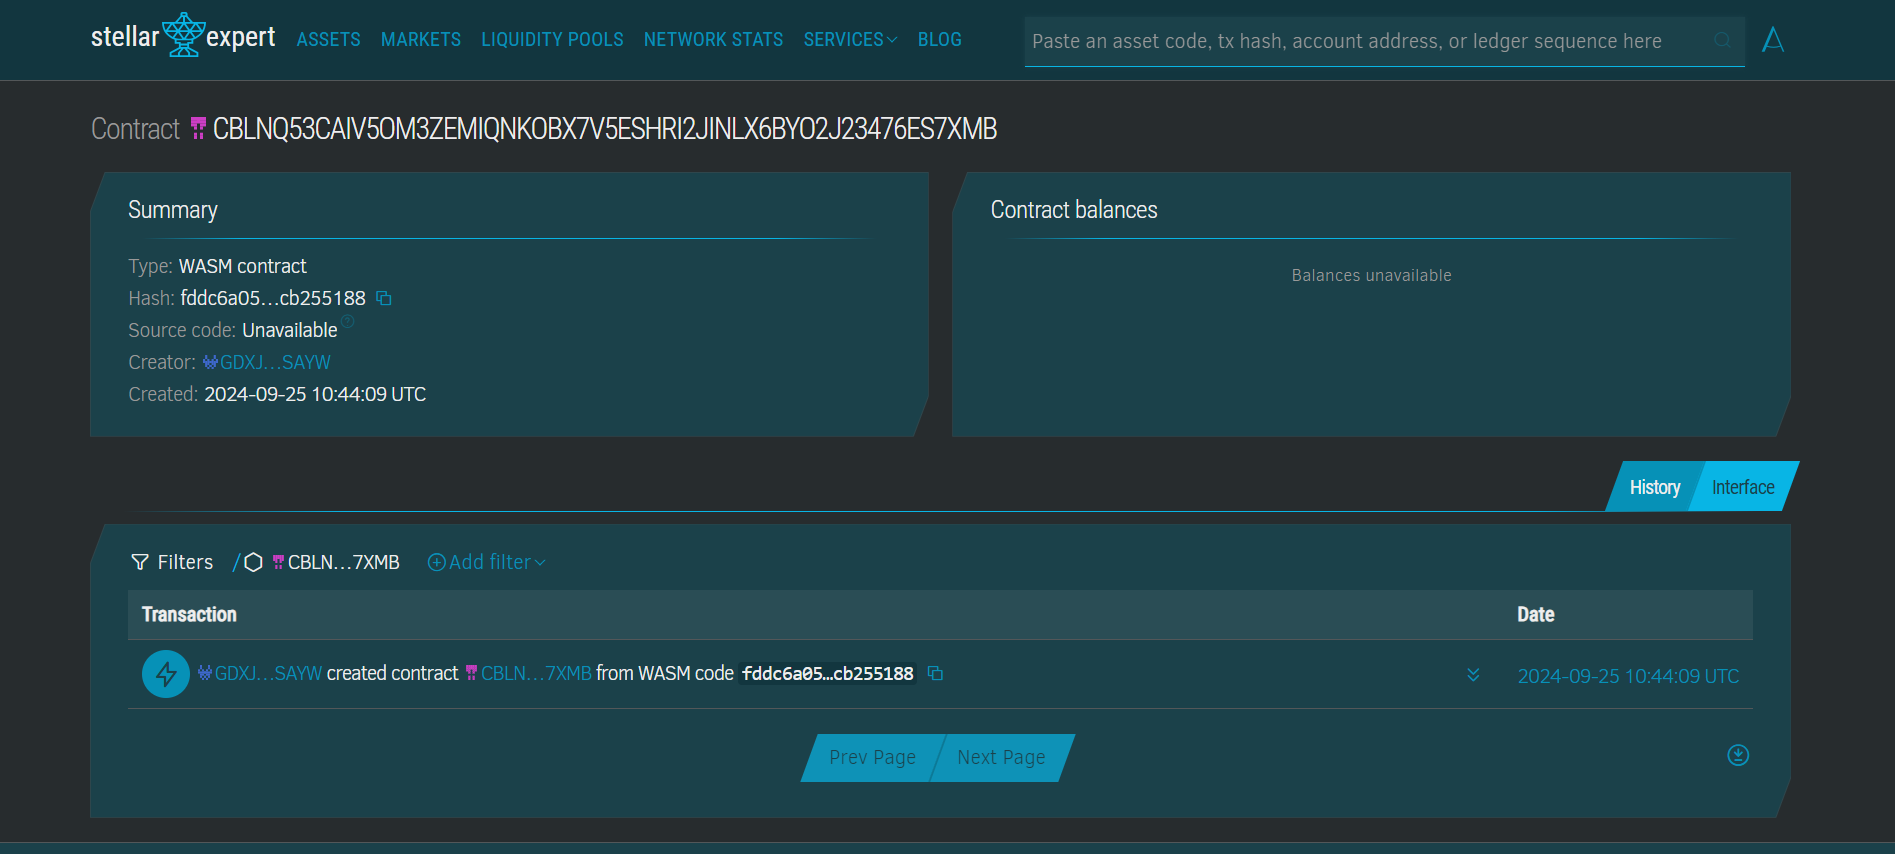 stellar expert ASSETS MARKETS LIQUIDITY POOLS NETWORK STATS SERVICES BLOG Paste an asset code, tx hash, account address, or ledger sequence here
Contract CBLNQ53CAIV5OM3ZEMIQNKOBX7V5ESHRI2JINLX6BYO2J23476ES7XMB
Summary
Type: WASM contract
Hash: fddc6a05…cb255188
Source code: Unavailable
Creator: GDXJ…SAYW
Created: 2024-09-25 10:44:09 UTC
Contract balances
Balances unavailable
History Interface
Filters / CBLN…7XMB Add filter
Transaction Date
GDXJ…SAYW created contract CBLN…7XMB from WASM code fddc6a05…cb255188 2024-09-25 10:44:09 UTC
Prev Page Next Page